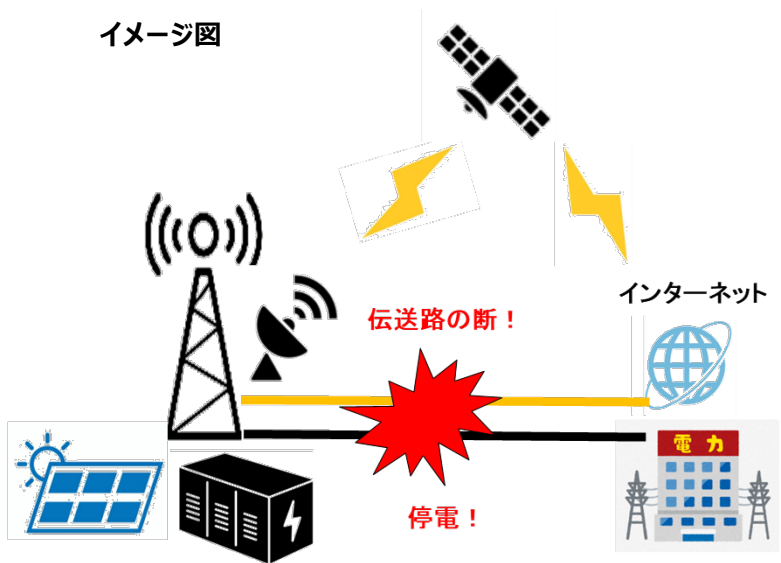 イメージ図
インターネット
伝送路の断！
電力
停電！